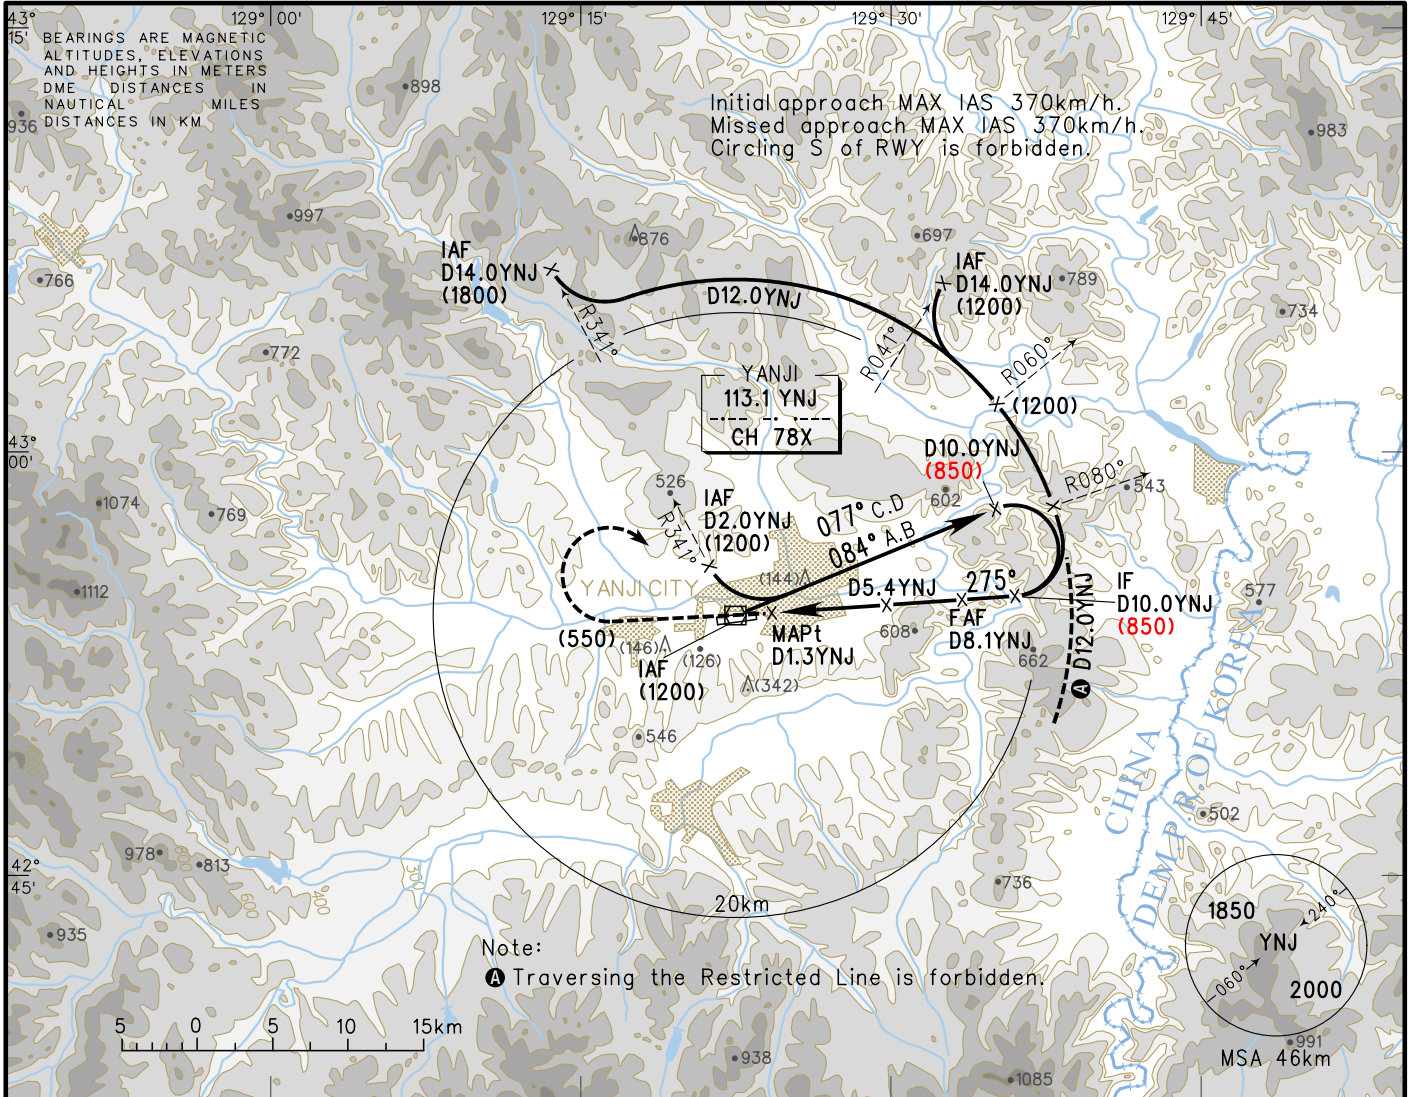 43°
15'
129° 00'
129° 15'
129° 30'
129° 45'
BEARINGS ARE MAGNETIC
ALTITUDES, ELEVATIONS
AND HEIGHTS IN METERS
DME DISTANCES IN
NAUTICAL MILES
DISTANCES IN KM
936
898
Initial approach MAX IAS 370km/h.
Missed approach MAX IAS 370km/h.
Circling S of RWY is forbidden.
983
997
876
697
766
789
734
772
IAF
D14.0YNJ
(1800)
R341°
D12.0YNJ
IAF
D14.0YNJ
(1200)
R041°
R060°
(1200)
YANJI
113.1 YNJ
CH 78X
43°
00'
D10.0YNJ
(850)
602
R080°
543
1074
769
526
IAF
D2.0YNJ
(1200)
R341°
077° C.D
084° A.B
1112
YANJI CITY
(144)
D5.4YNJ
275°
IF
D10.0YNJ
(850)
577
FAF
D8.1YNJ
608
662
MAPt
D1.3YNJ
(550)
(146)
(126)
IAF
(1200)
(342)
A D12.0YNJ
546
CHINA
DEM.P.R.OF KOREA
502
978
600
813
300
400
600
42°
45'
736
20km
935
1850
240°
YNJ
060°
2000
MSA 46km
991
Note:
A Traversing the Restricted Line is forbidden.
5 0 5 10 15km
938
1085